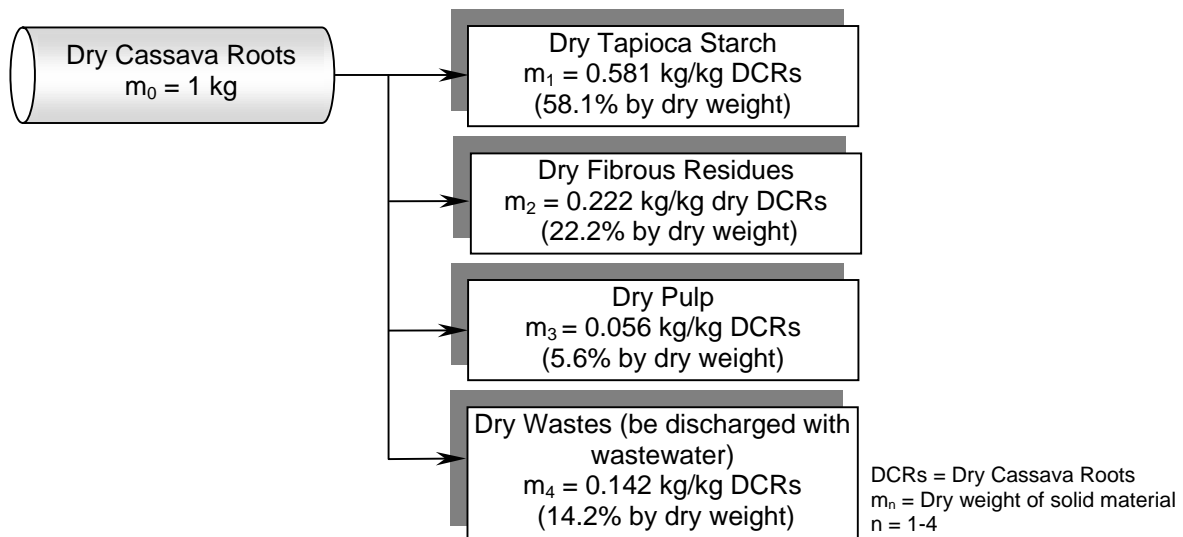 Dry Cassava Roots
m₀ = 1 kg
Dry Tapioca Starch
m₁ = 0.581 kg/kg DCRs
(58.1% by dry weight)
Dry Fibrous Residues
m₂ = 0.222 kg/kg dry DCRs
(22.2% by dry weight)
Dry Pulp
m₃ = 0.056 kg/kg DCRs
(5.6% by dry weight)
Dry Wastes (be discharged with
wastewater)
m₄ = 0.142 kg/kg DCRs
(14.2% by dry weight)
DCRs = Dry Cassava Roots
mₙ = Dry weight of solid material
n = 1-4